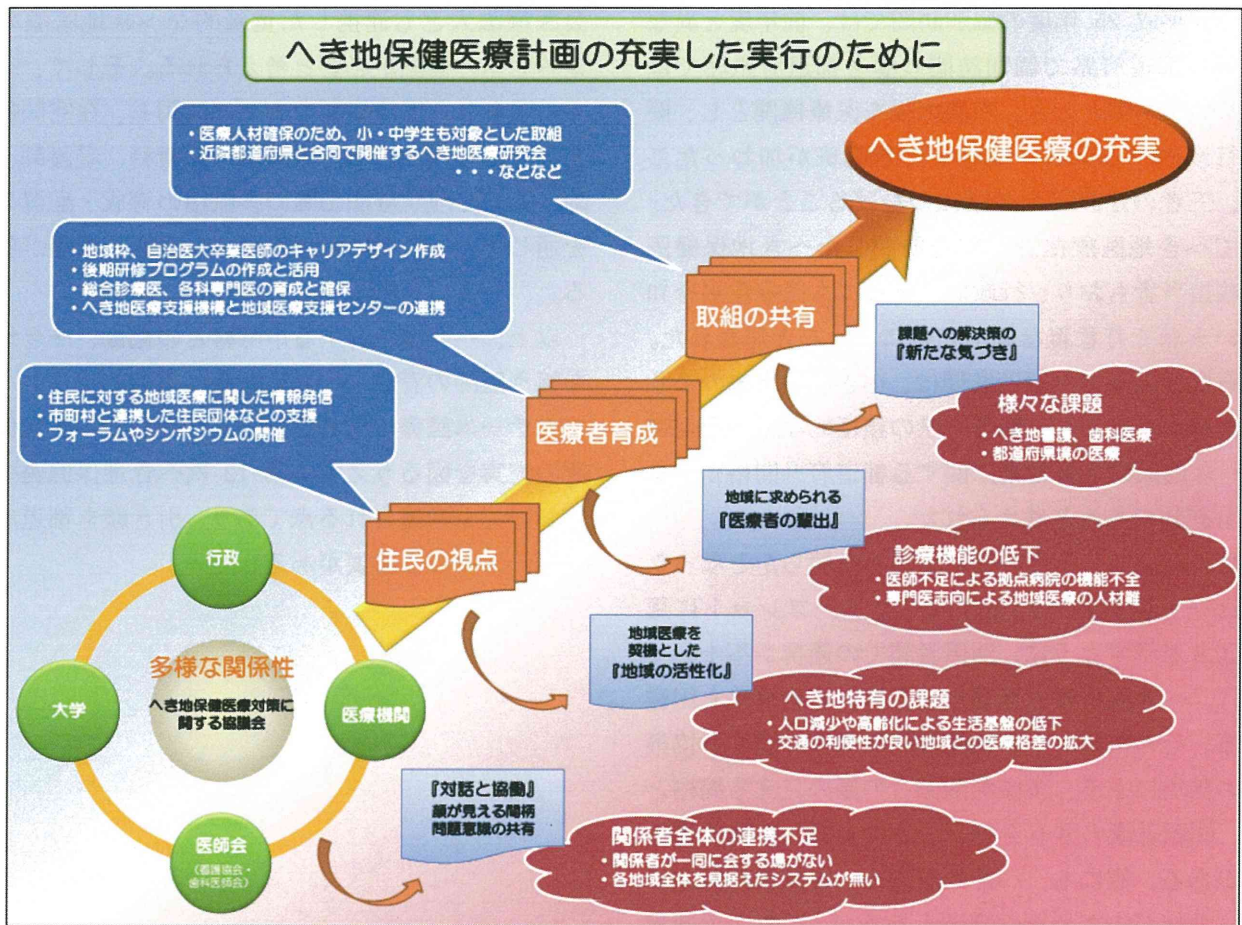 へき地保健医療計画の充実した実行のために
へき地保健医療の充実
・医療人材確保のため、小・中学生も対象とした取組
・近隣都道府県と合同で開催するへき地医療研究会
・・・などなど
・地域枠、自治医大卒業医師のキャリアデザイン作成
・後期研修プログラムの作成と活用
・総合診療医、各科専門医の育成と確保
・へき地医療支援機構と地域医療支援センターの連携
・住民に対する地域医療に関した情報発信
・市町村と連携した住民団体などの支援
・フォーラムやシンポジウムの開催
取組の共有
医療者育成
住民の視点
課題への解決策の
『新たな気づき』
様々な課題
・へき地看護、歯科医療
・都道府県境の医療
地域に求められる
『医療者の輩出』
診療機能の低下
・医師不足による拠点病院の機能不全
・専門医志向による地域医療の人材難
地域医療を
契機とした
『地域の活性化』
へき地特有の課題
・人口減少や高齢化による生活基盤の低下
・交通の利便性が良い地域との医療格差の拡大
『対話と協働』
顔が見える間柄
問題意識の共有
関係者全体の連携不足
・関係者が一同に会する場がない
・各地域全体を見据えたシステムが無い
行政
多様な関係性
へき地保健医療対策に
関する協議会
大学
医療機関
医師会
(看護協会・
歯科医師会)